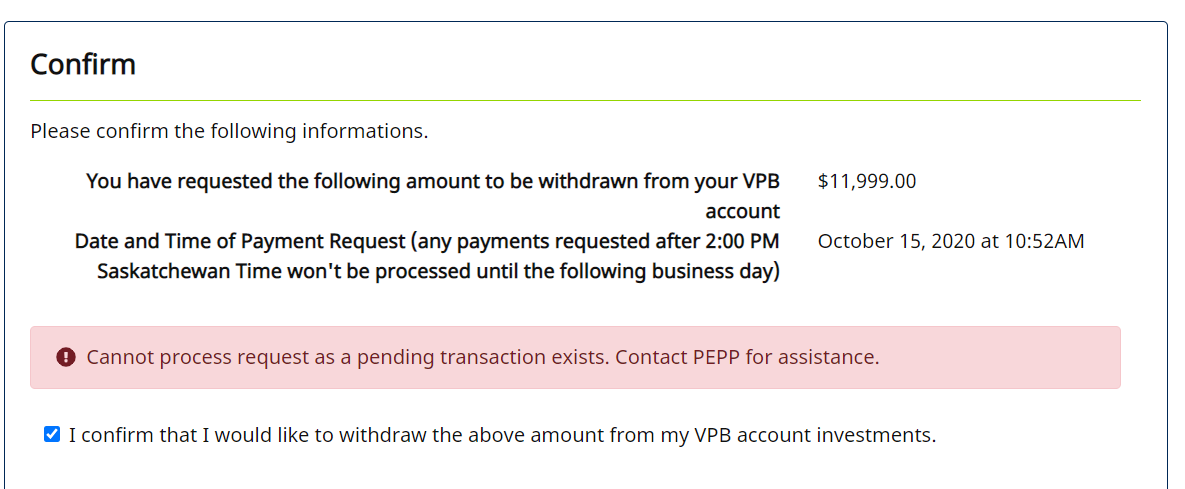 Confirm
Please confirm the following informations.
You have requested the following amount to be withdrawn from your VPB $11,999.00
account
Date and Time of Payment Request (any payments requested after 2:00 PM October 15, 2020 at 10:52AM
Saskatchewan Time won't be processed until the following business day)
Cannot process request as a pending transaction exists. Contact PEPP for assistance.
I confirm that I would like to withdraw the above amount from my VPB account investments.